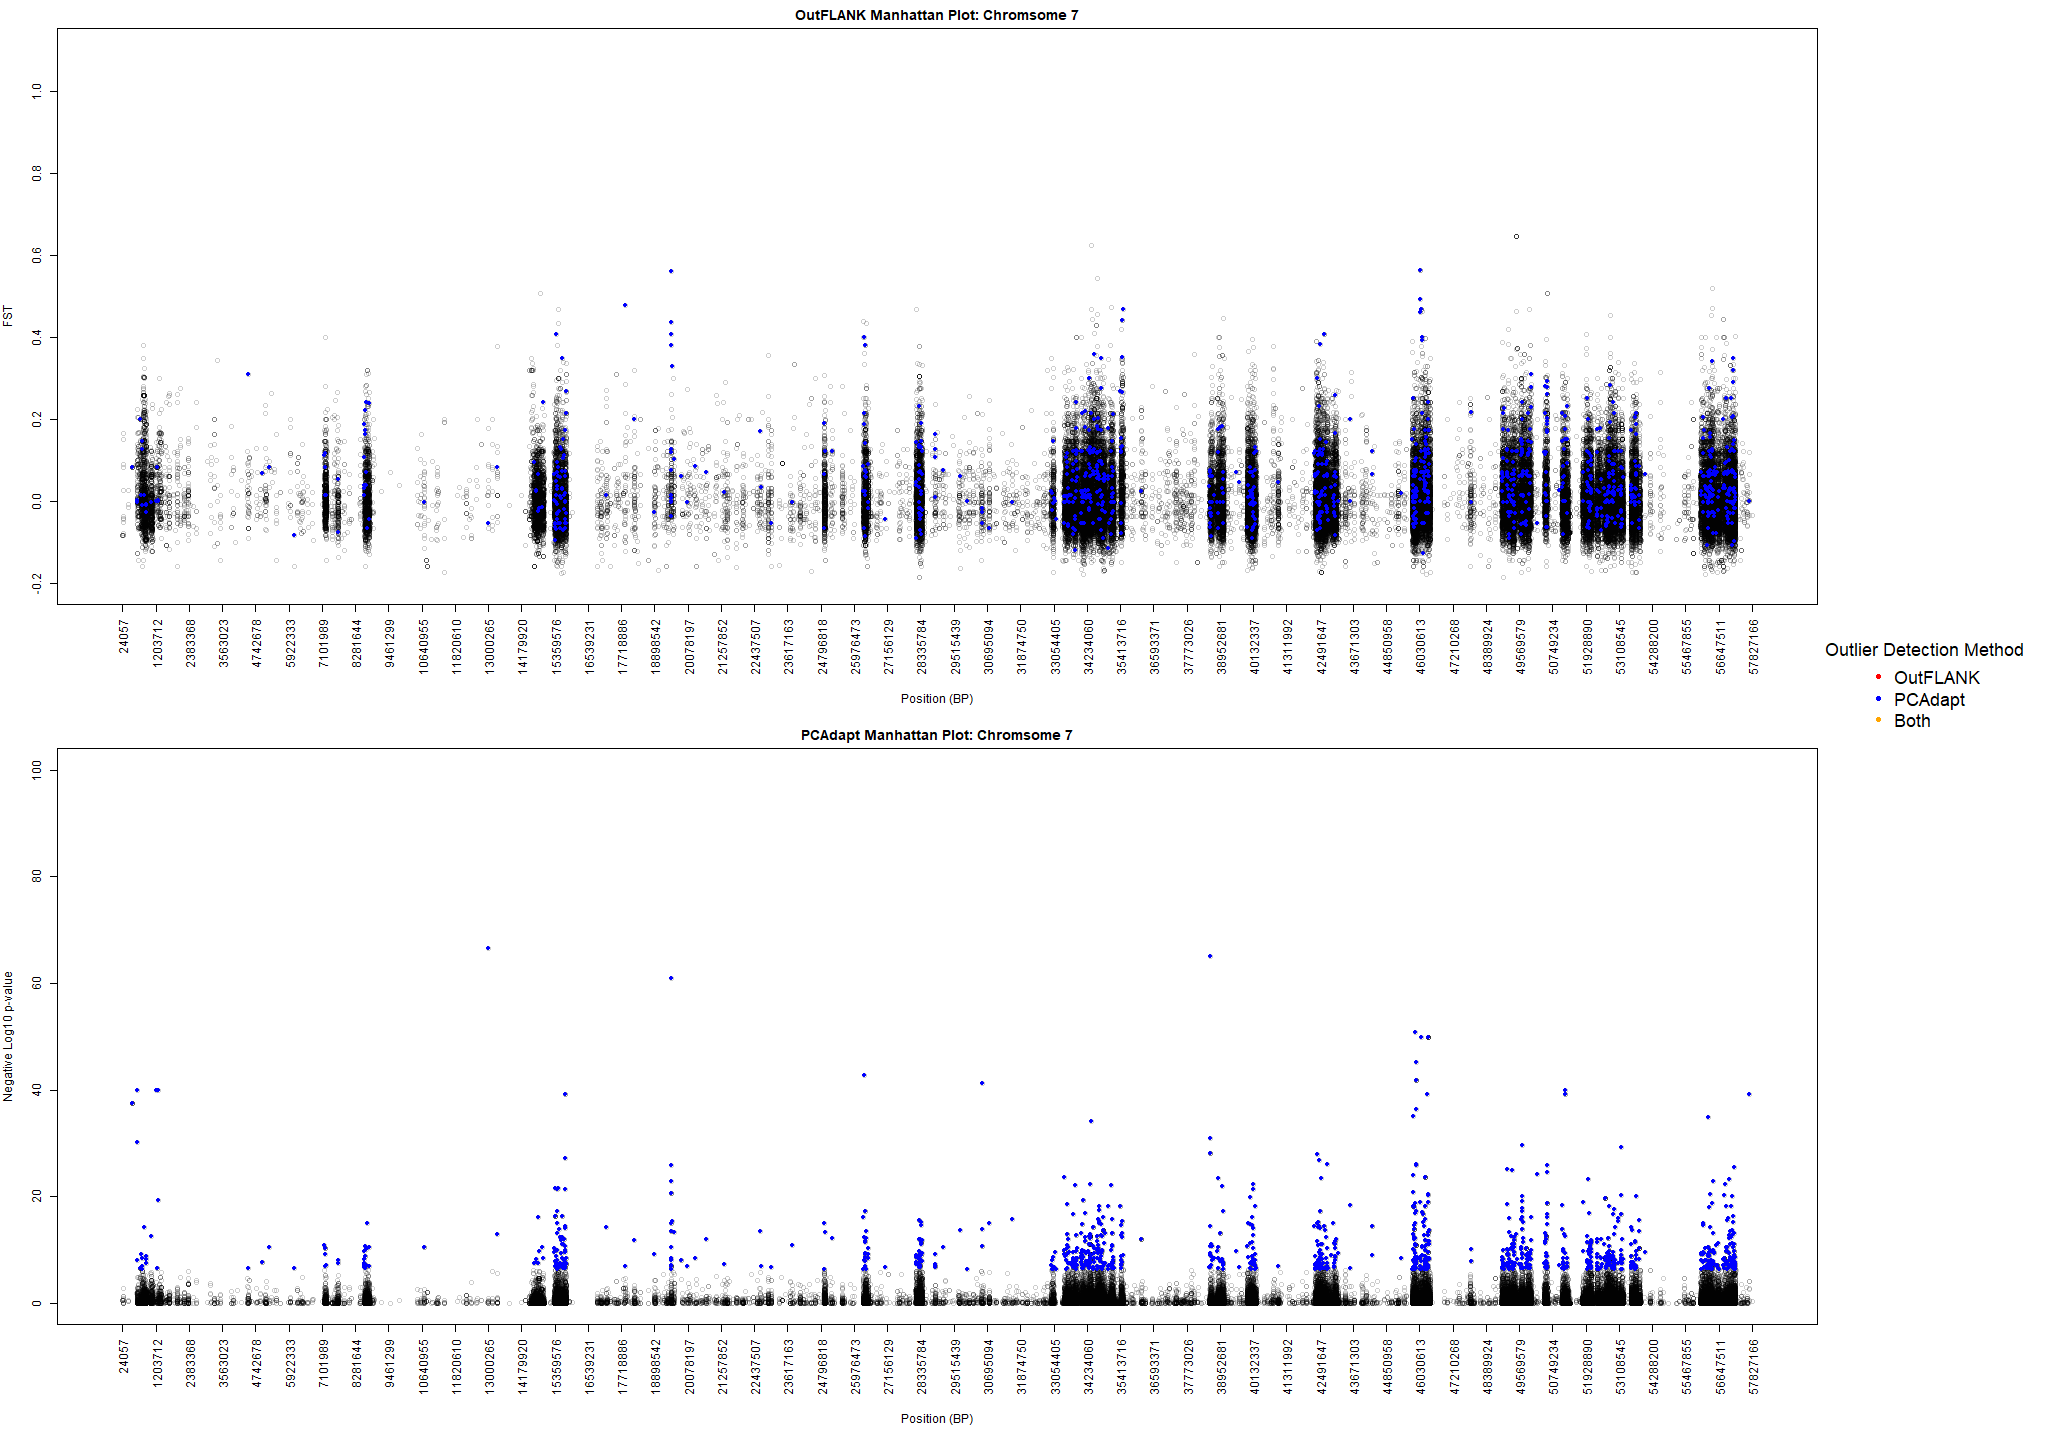 OutFLANK Manhattan Plot: Chromsome 7
FST
1.0
0.8
0.6
0.4
0.2
0.0
-0.2
24057 1203712 2383368 3563023 4742678 5922333 7101989 8281644 9461299 10640955 11820610 13000265 14179920 15359576 16539231 17718886 18898542 20078197 21257852 22437507 23617163 24796818 25976473 27156129 28335784 29515439 30695094 31874750 33054405 34234060 35413716 36593371 37773026 38952681 40132337 41311992 42491647 43671303 44850958 46030613 47210268 48389924 49569579 50749234 51928890 53108545 54288200 55467855 56647511 57827166
Position (BP)
Outlier Detection Method
OutFLANK
PCAdapt
Both
PCAdapt Manhattan Plot: Chromsome 7
Negative Log10 p-value
100
80
60
40
20
0
24057 1203712 2383368 3563023 4742678 5922333 7101989 8281644 9461299 10640955 11820610 13000265 14179920 15359576 16539231 17718886 18898542 20078197 21257852 22437507 23617163 24796818 25976473 27156129 28335784 29515439 30695094 31874750 33054405 34234060 35413716 36593371 37773026 38952681 40132337 41311992 42491647 43671303 44850958 46030613 47210268 48389924 49569579 50749234 51928890 53108545 54288200 55467855 56647511 57827166
Position (BP)